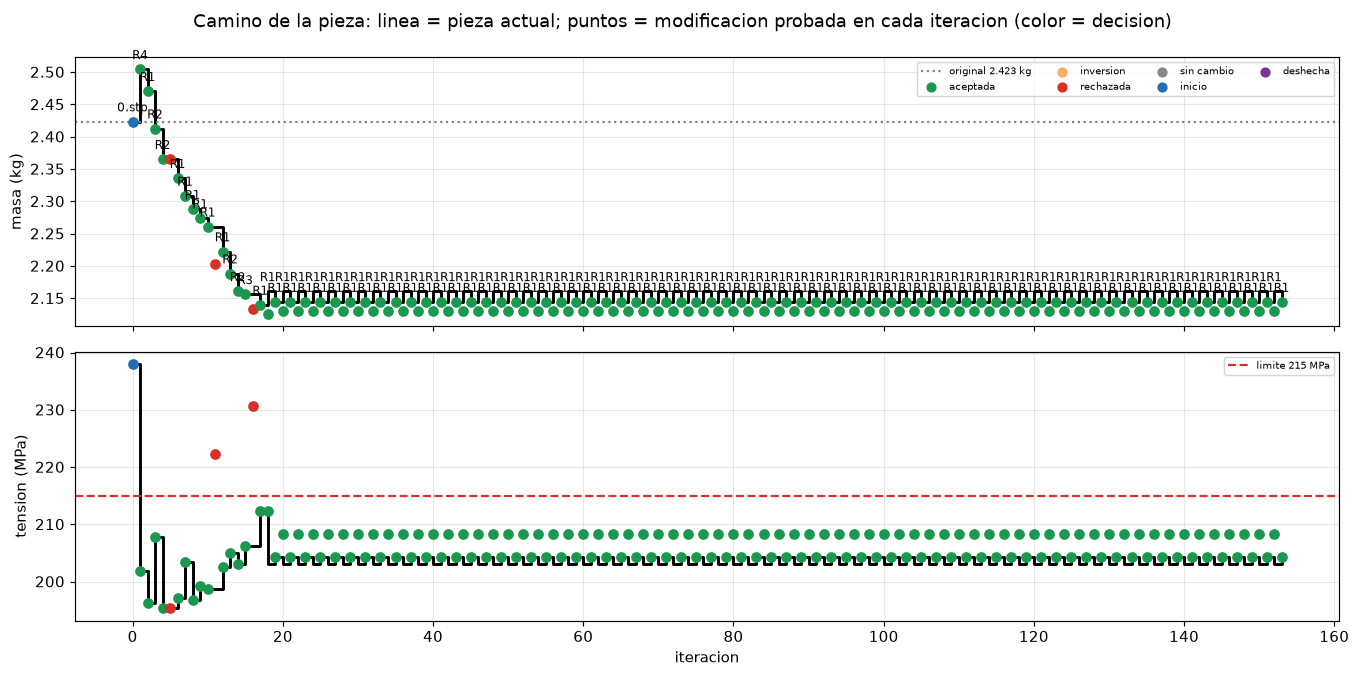 Camino de la pieza: linea = pieza actual; puntos = modificacion probada en cada iteracion (color = decision)
original 2.423 kg
aceptada
inversion
rechazada
sin cambio
inicio
deshecha
masa (kg)
2.50
2.45
2.40
2.35
2.30
2.25
2.20
2.15
R4
R1
R2
R2
R1
R1
R1
R1
R1
R1
R2
R3
R1
R1R1R1R1R1R1R1R1R1R1R1R1R1R1R1R1R1R1R1R1R1R1R1R1R1R1R1R1R1R1R1R1R1R1R1R1R1R1R1R1R1R1R1R1R1R1R1R1R1R1R1R1R1R1R1R1R1R1R1R1R1R1R1R1R1R1R1R1
limite 215 MPa
tension (MPa)
240
230
220
210
200
0
20
40
60
80
100
120
140
160
iteracion